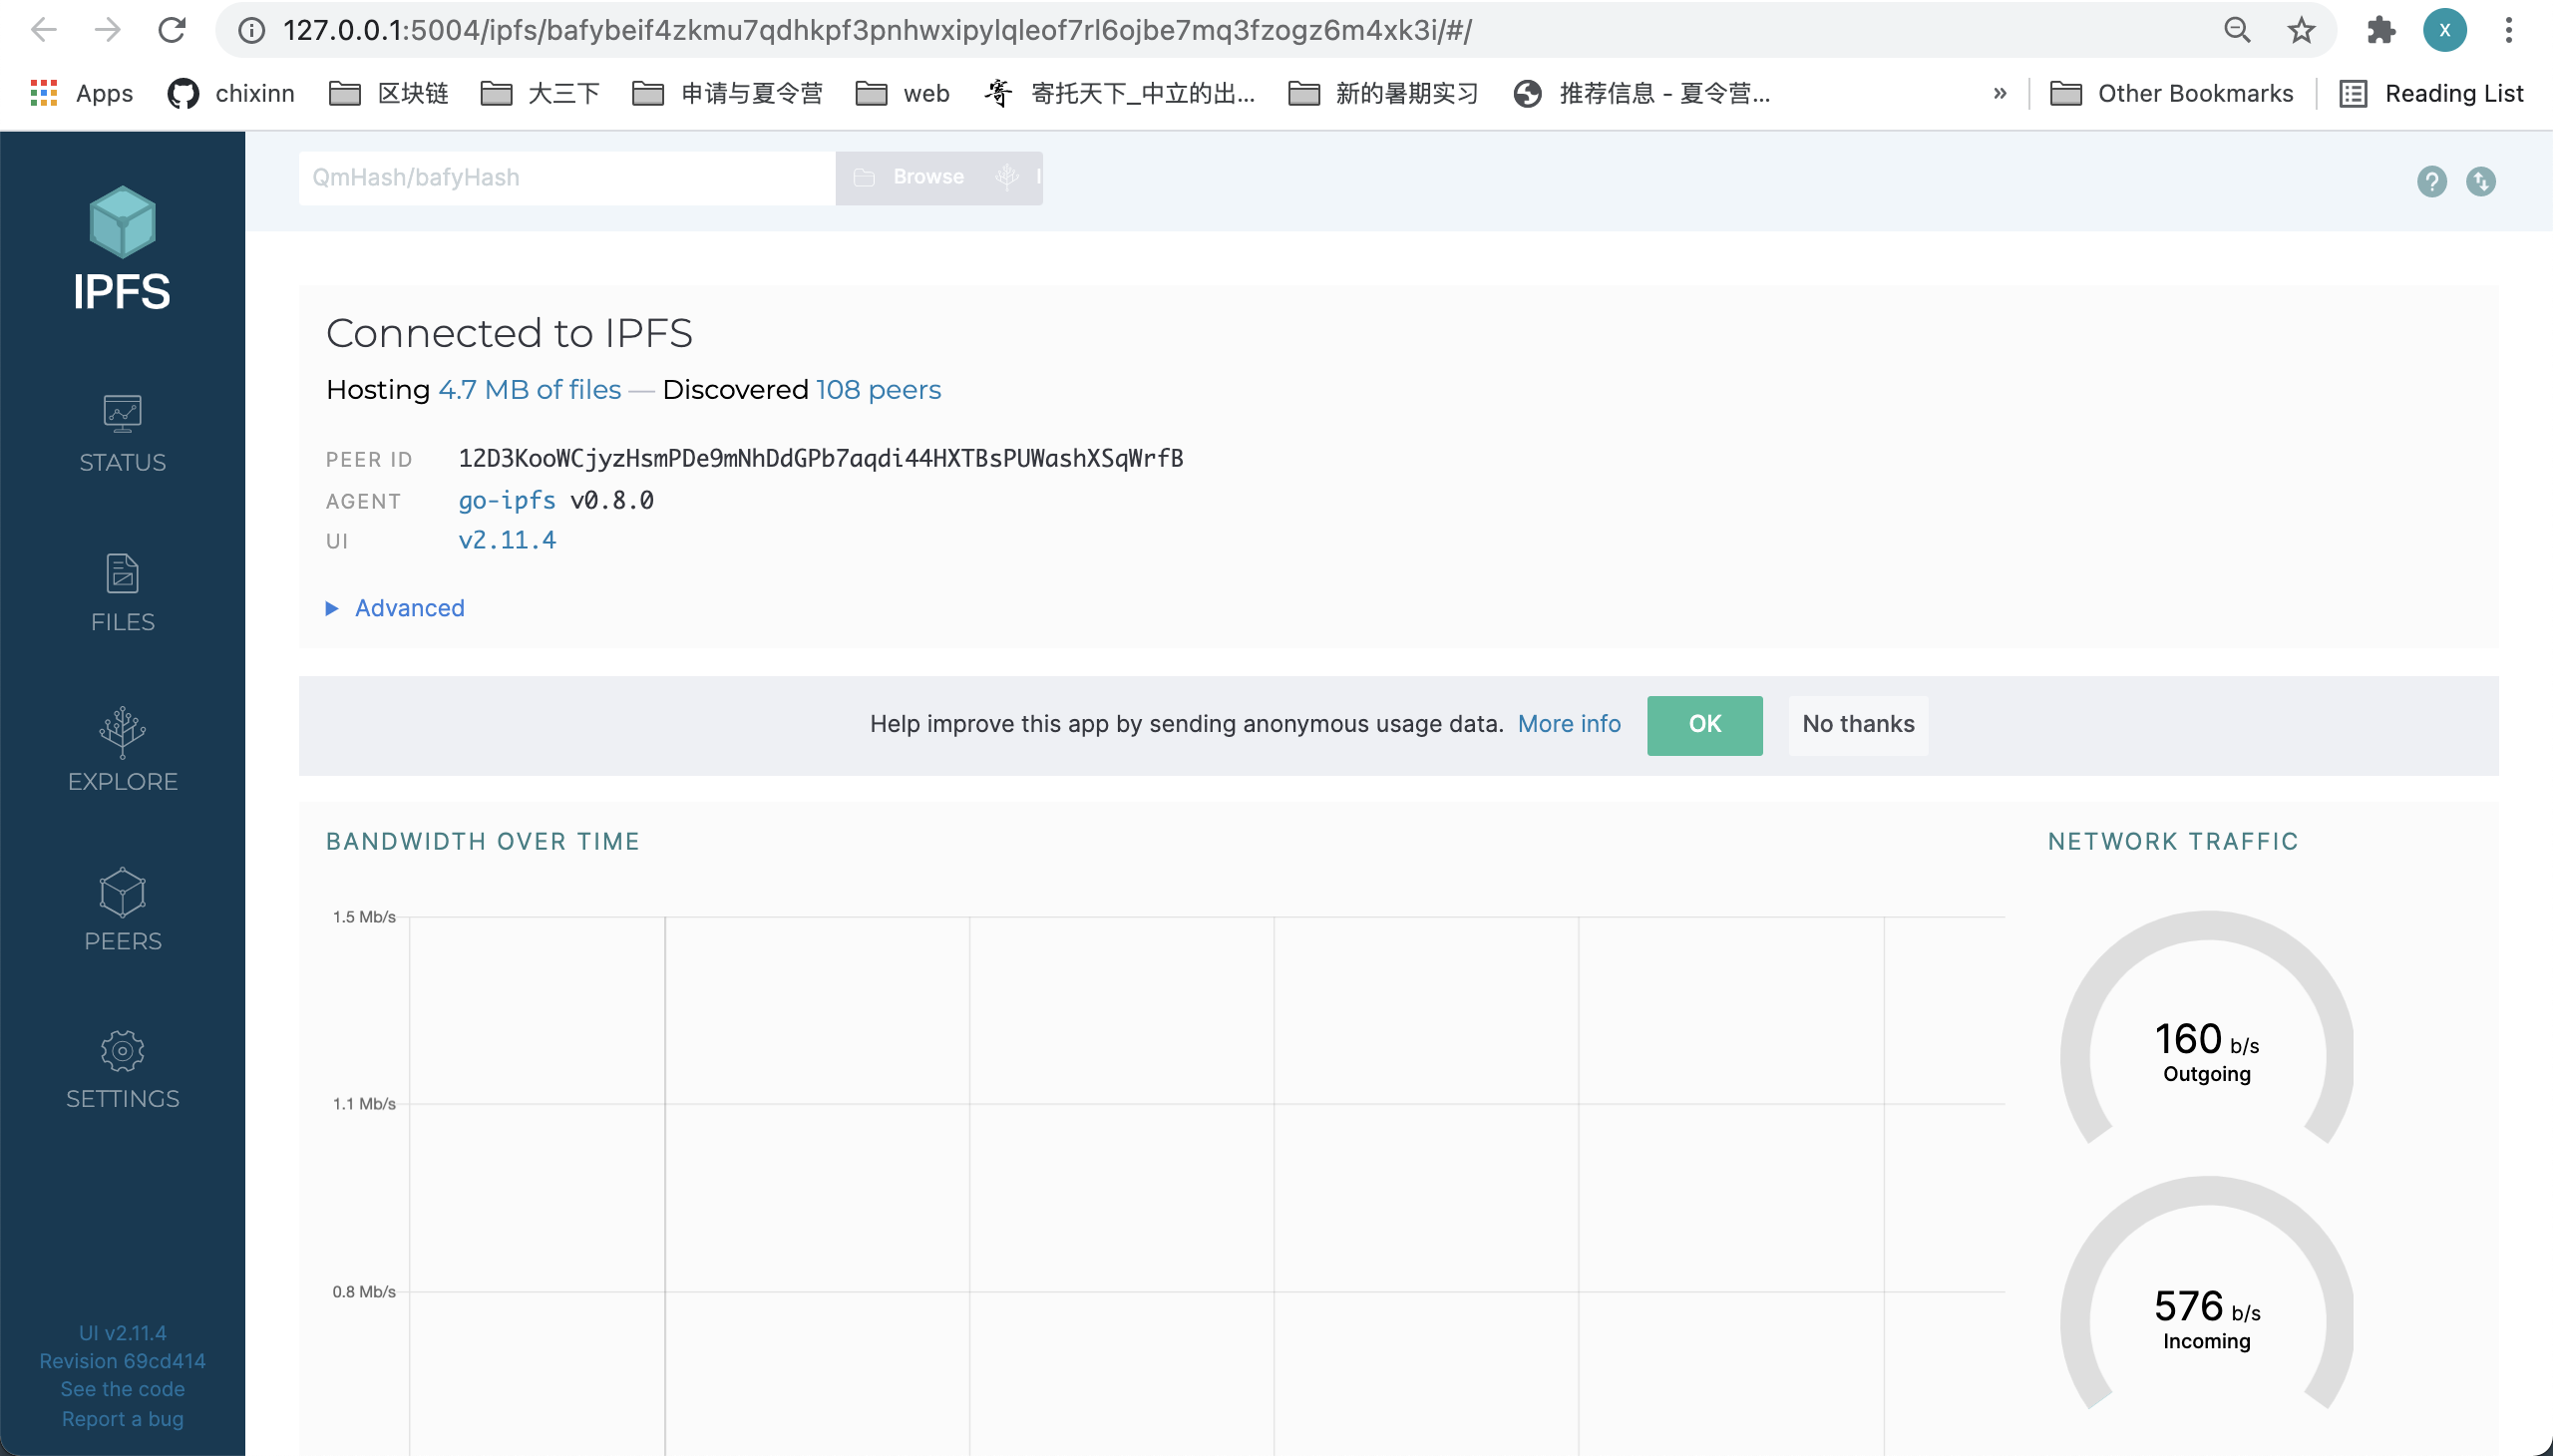 127.0.0.1:5004/ipfs/bafybeif4zkmu7qdhkpf3pnhwxipylqleof7rl6ojbe7mq3fzogz6m4xk3i/#/
X
Apps chixinn 区块链 大三下 申请与夏令营 web 寄 寄托天下_中立的出... 新的暑期实习 推荐信息 - 夏令营... » Other Bookmarks Reading List
QmHash/bafyHash Browse
IPFS
STATUS
FILES
EXPLORE
PEERS
SETTINGS
UI v2.11.4
Revision 69cd414
See the code
Report a bug
Connected to IPFS
Hosting 4.7 MB of files — Discovered 108 peers
PEER ID 12D3KooWCjyzHsmPDe9mNhDdGPb7aqdi44HXTBsPUWashXSqWrfB
AGENT go-ipfs v0.8.0
UI v2.11.4
Advanced
Help improve this app by sending anonymous usage data. More info OK No thanks
BANDWIDTH OVER TIME
1.5 Mb/s
1.1 Mb/s
0.8 Mb/s
NETWORK TRAFFIC
160 b/s
Outgoing
576 b/s
Incoming